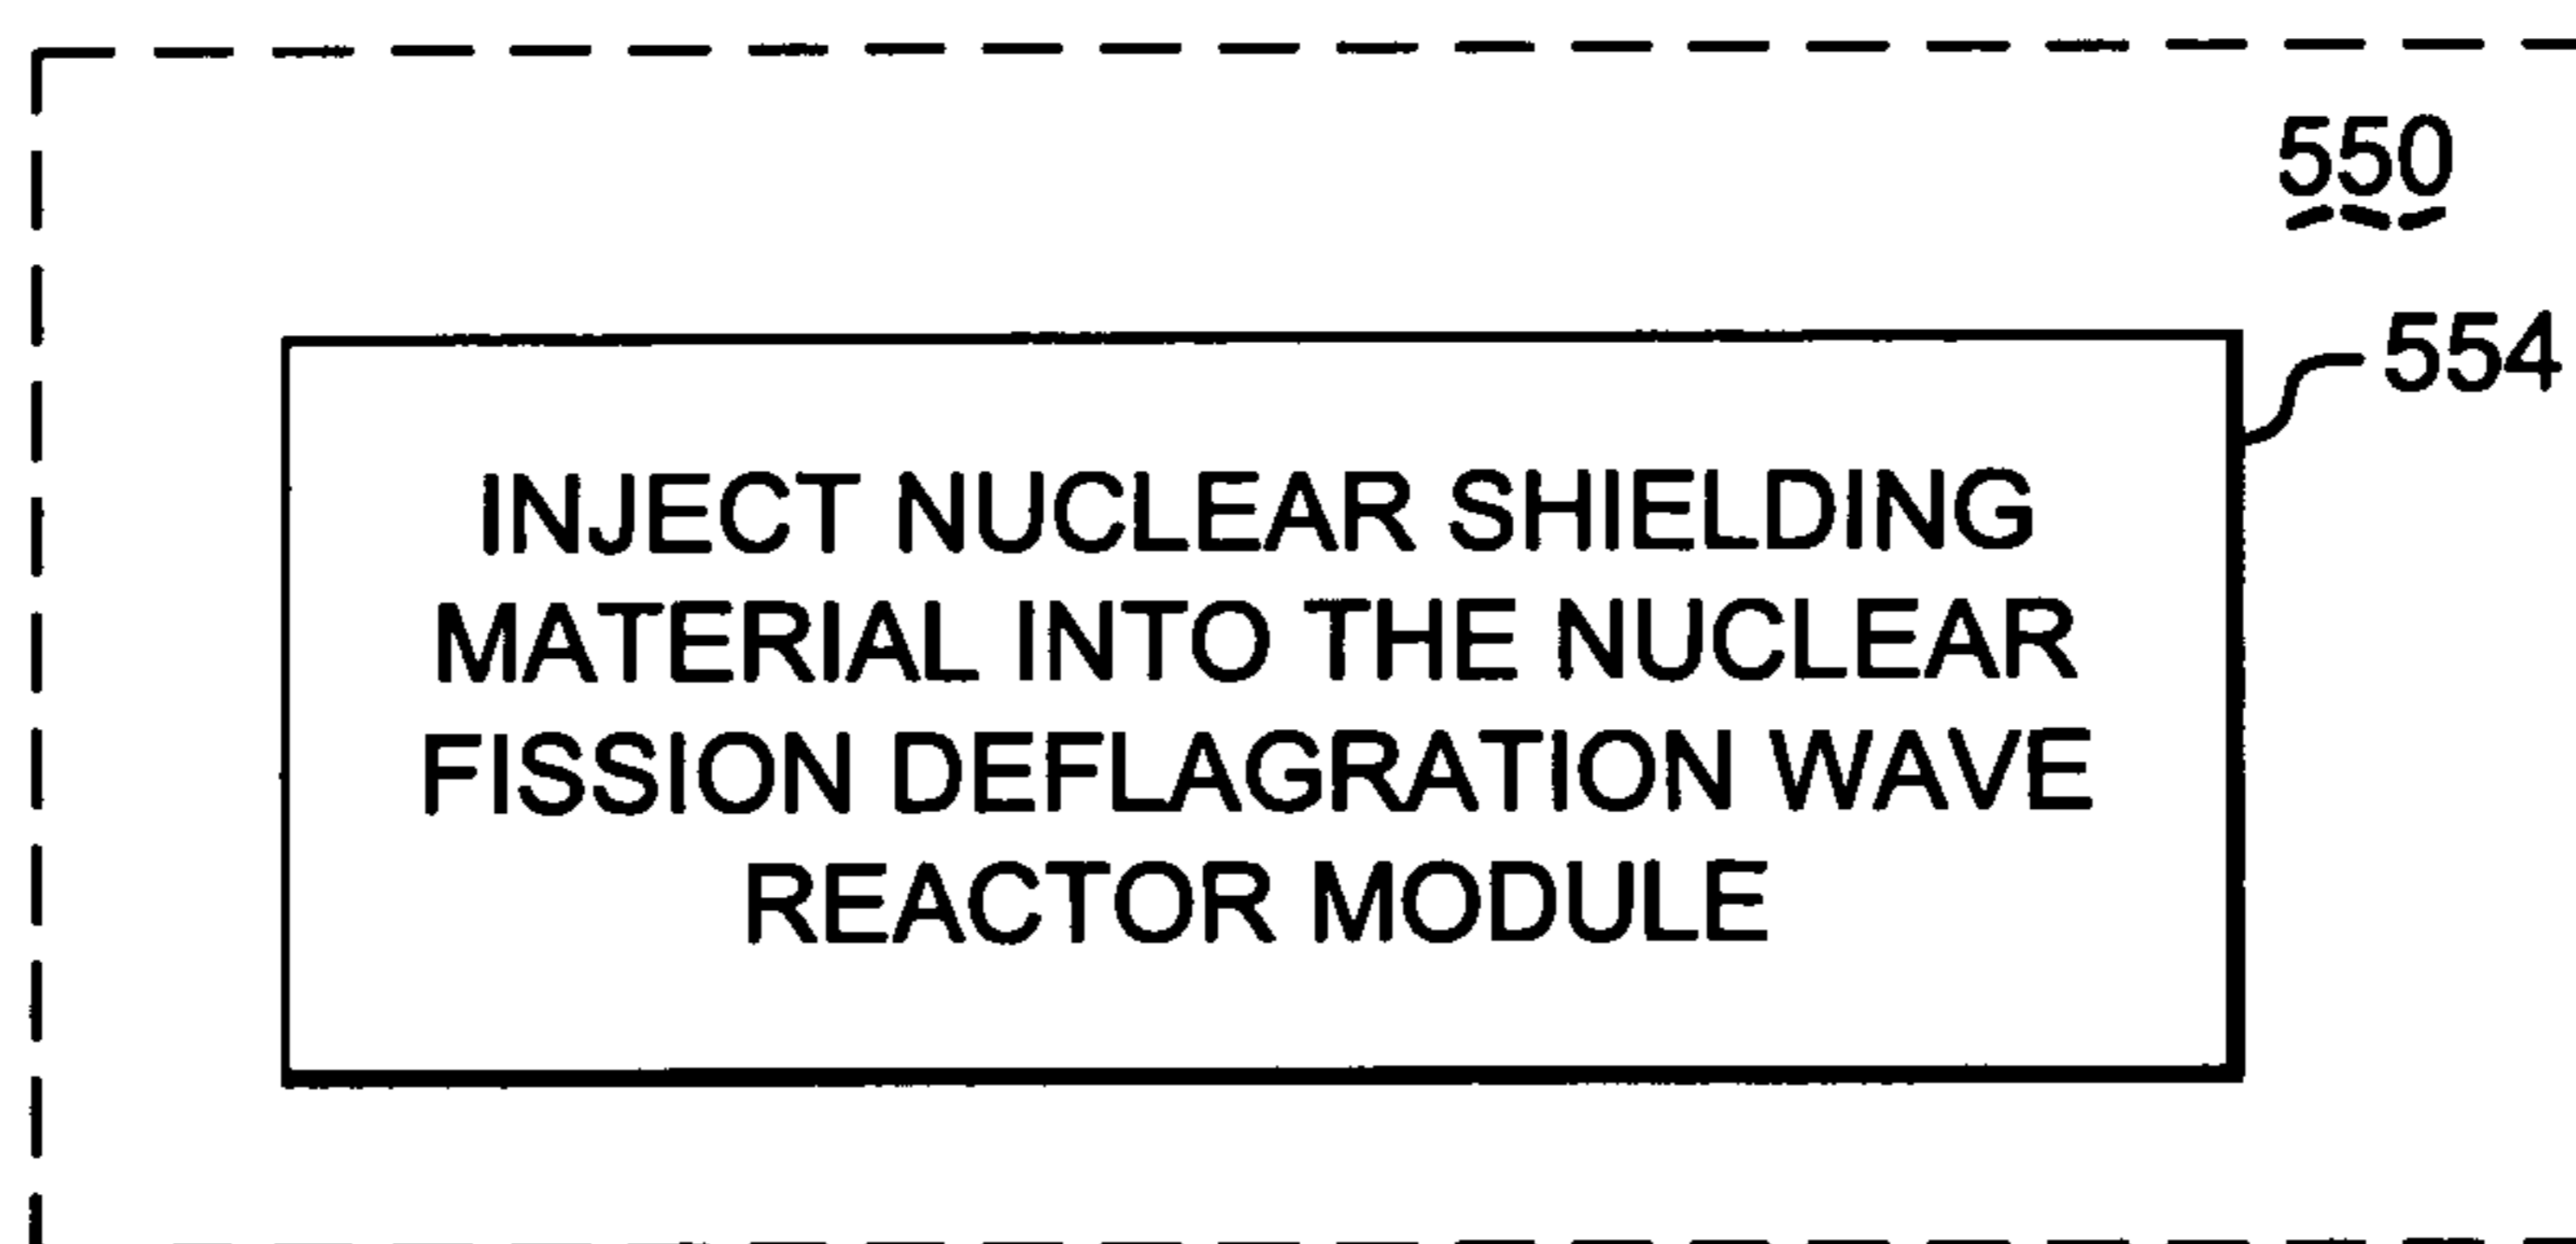 550
554
INJECT NUCLEAR SHIELDING
MATERIAL INTO THE NUCLEAR
FISSION DEFLAGRATION WAVE
REACTOR MODULE